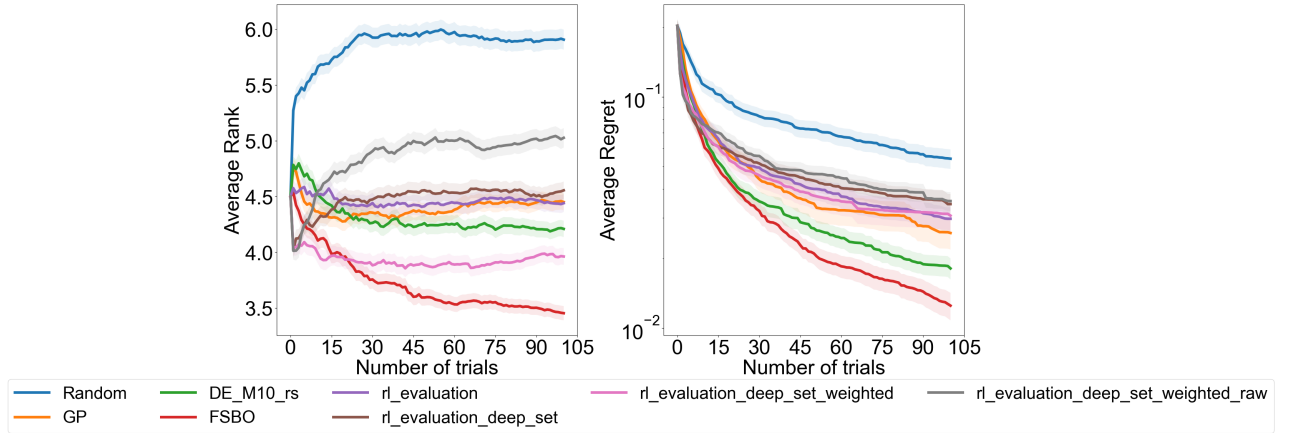 Average Rank
6.0
5.5
5.0
4.5
4.0
3.5
0 15 30 45 60 75 90 105
Number of trials
Average Regret
10−1
10−2
0 15 30 45 60 75 90 105
Number of trials
Random
GP
DE_M10_rs
FSBO
rl_evaluation
rl_evaluation_deep_set
rl_evaluation_deep_set_weighted
rl_evaluation_deep_set_weighted_raw